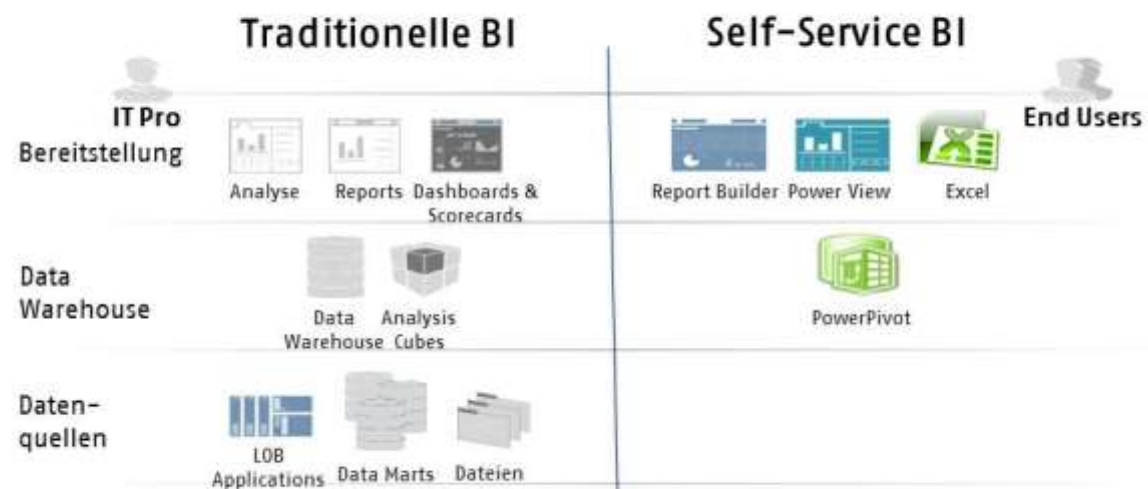 Traditionelle BI
Self-Service BI
IT Pro
End Users
Bereitstellung
Analyse
Reports
Dashboards &
Scorecards
Report Builder
Power View
Excel
Data
Warehouse
Data
Warehouse
Analysis
Cubes
PowerPivot
Daten-
quellen
LOB
Applications
Data Marts
Dateien